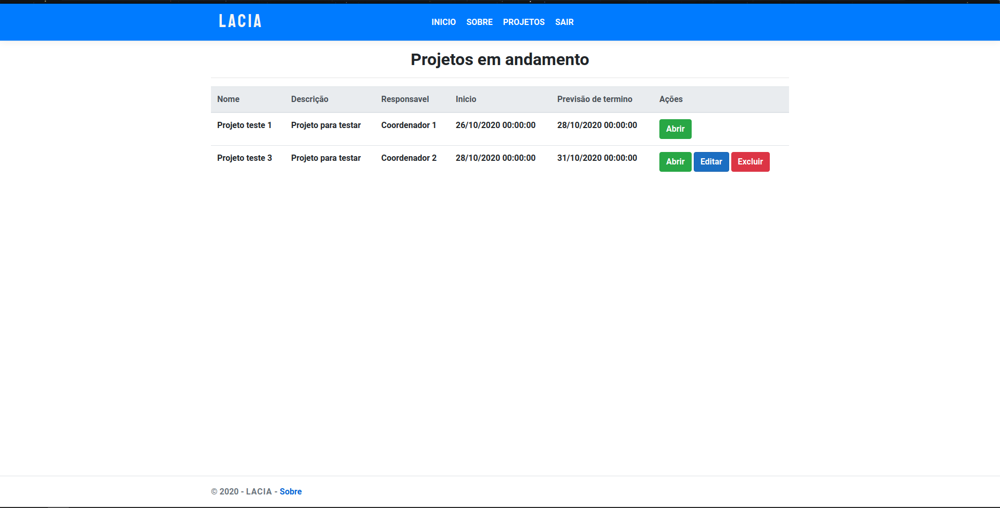 LACIA INICIO SOBRE PROJETOS SAIR
Projetos em andamento
Nome Descrição Responsavel Inicio Previsão de termino Ações
Projeto teste 1 Projeto para testar Coordenador 1 26/10/2020 00:00:00 28/10/2020 00:00:00 Abrir
Projeto teste 3 Projeto para testar Coordenador 2 28/10/2020 00:00:00 31/10/2020 00:00:00 Abrir Editar Excluir
© 2020 - LACIA - Sobre